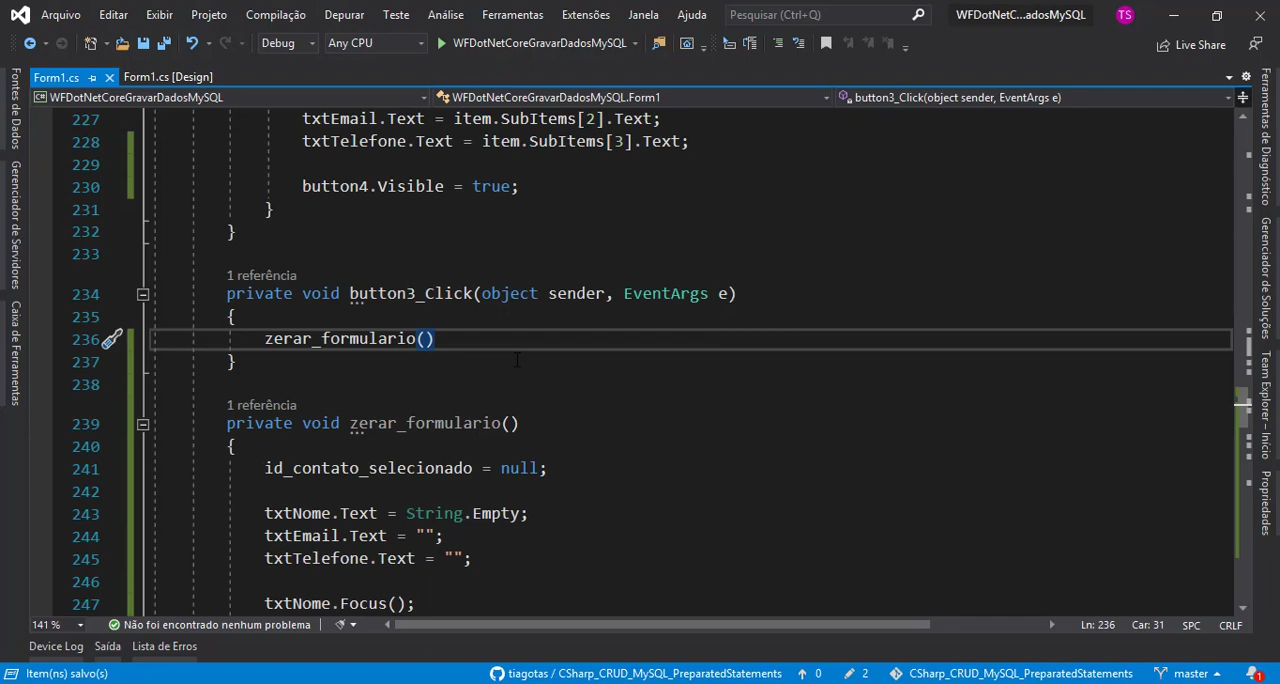 Arquivo Editar Exibir Projeto Compilação Depurar Teste Análise Ferramentas Extensões Janela Ajuda Pesquisar (Ctrl+Q) WFDotNetC...adosMySQL TS
Debug Any CPU WFDotNetCoreGravarDadosMySQL Live Share
Form1.cs Form1.cs [Design]
WFDotNetCoreGravarDadosMySQL WFDotNetCoreGravarDadosMySQL.Form1 button3_Click(object sender, EventArgs e)
227 txtEmail.Text = item.SubItems[2].Text;
228 txtTelefone.Text = item.SubItems[3].Text;
229
230 button4.Visible = true;
231 }
232 }
233
1 referência
234 private void button3_Click(object sender, EventArgs e)
235 {
236 zerar_formulario()
237 }
238
1 referência
239 private void zerar_formulario()
240 {
241 id_contato_selecionado = null;
242
243 txtNome.Text = String.Empty;
244 txtEmail.Text = "";
245 txtTelefone.Text = "";
246
247 txtNome.Focus();
141 % Não foi encontrado nenhum problema Ln: 236 Car: 31 SPC CRLF
Device Log Saída Lista de Erros
Item(ns) salvo(s) tiagotas / CSharp_CRUD_MySQL_PreparedStatements 0 2 CSharp_CRUD_MySQL_PreparedStatements master 1
Fontes de Dados
Gerenciador de Servidores
Caixa de Ferramentas
Ferramentas de Diagnóstico
Gerenciador de Soluções
Team Explorer – Início
Propriedades